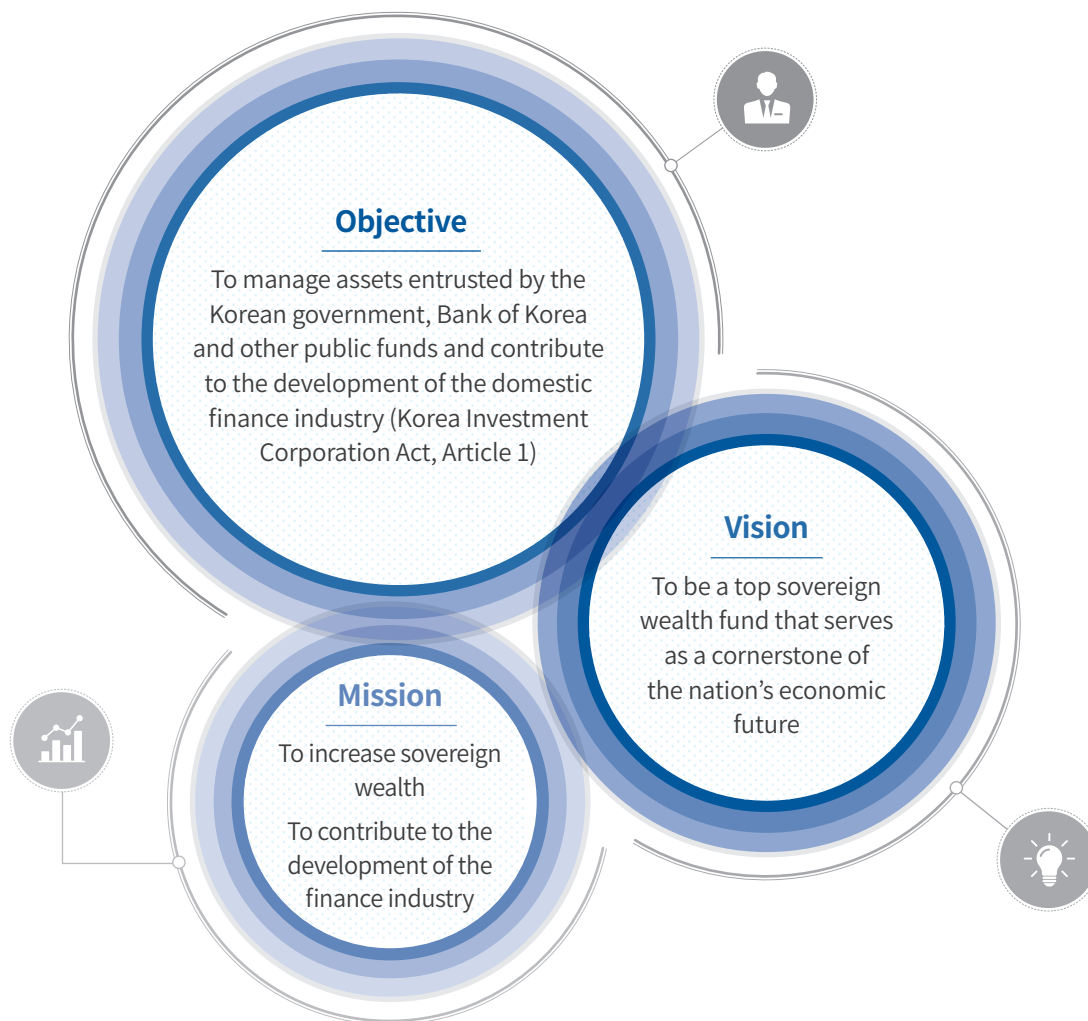 Objective
To manage assets entrusted by the
Korean government, Bank of Korea
and other public funds and contribute
to the development of the domestic
finance industry (Korea Investment
Corporation Act, Article 1)
Vision
To be a top sovereign
wealth fund that serves
as a cornerstone of
the nation’s economic
future
Mission
To increase sovereign
wealth
To contribute to the
development of the
finance industry